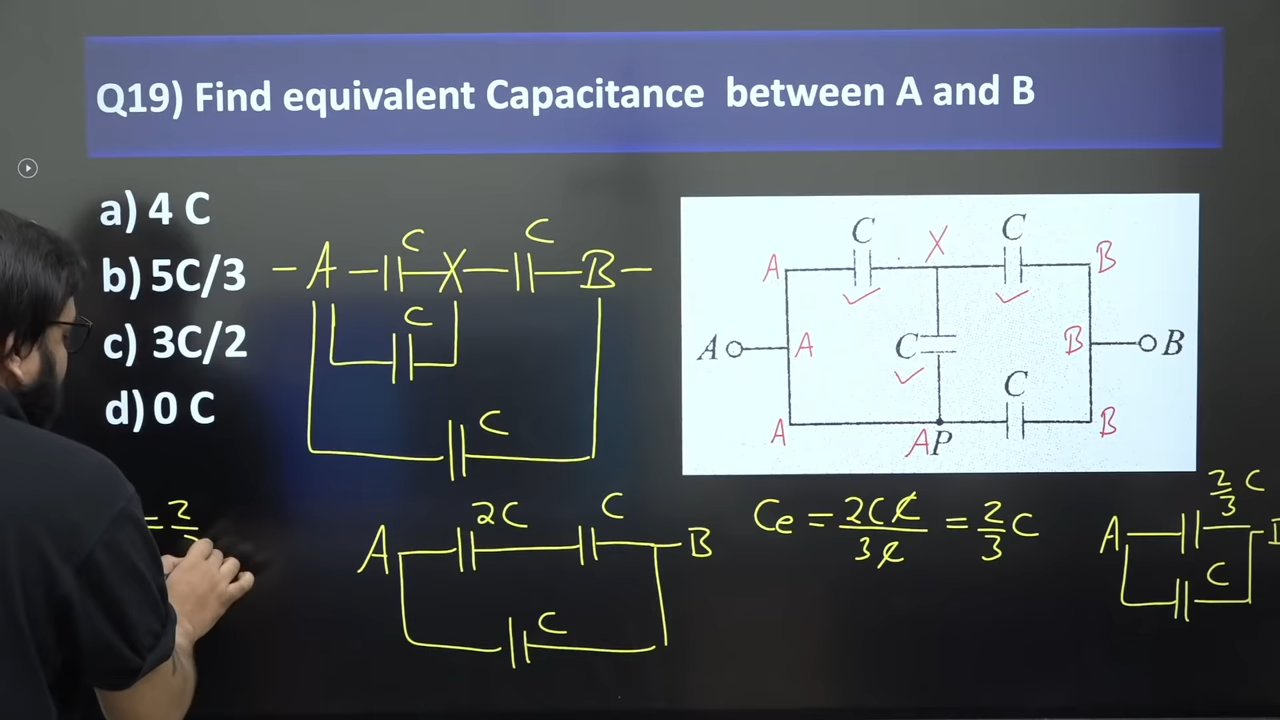 Q19) Find equivalent Capacitance between A and B
a) 4 C
b) 5C/3
c) 3C/2
d) 0 C
A C X C B
C
C
A 2C C B
C
C C
A X B
A A C B B
A AP C B
Ce = 2C C / 3 C = 2/3 C
A 2/3 C
C
= 2